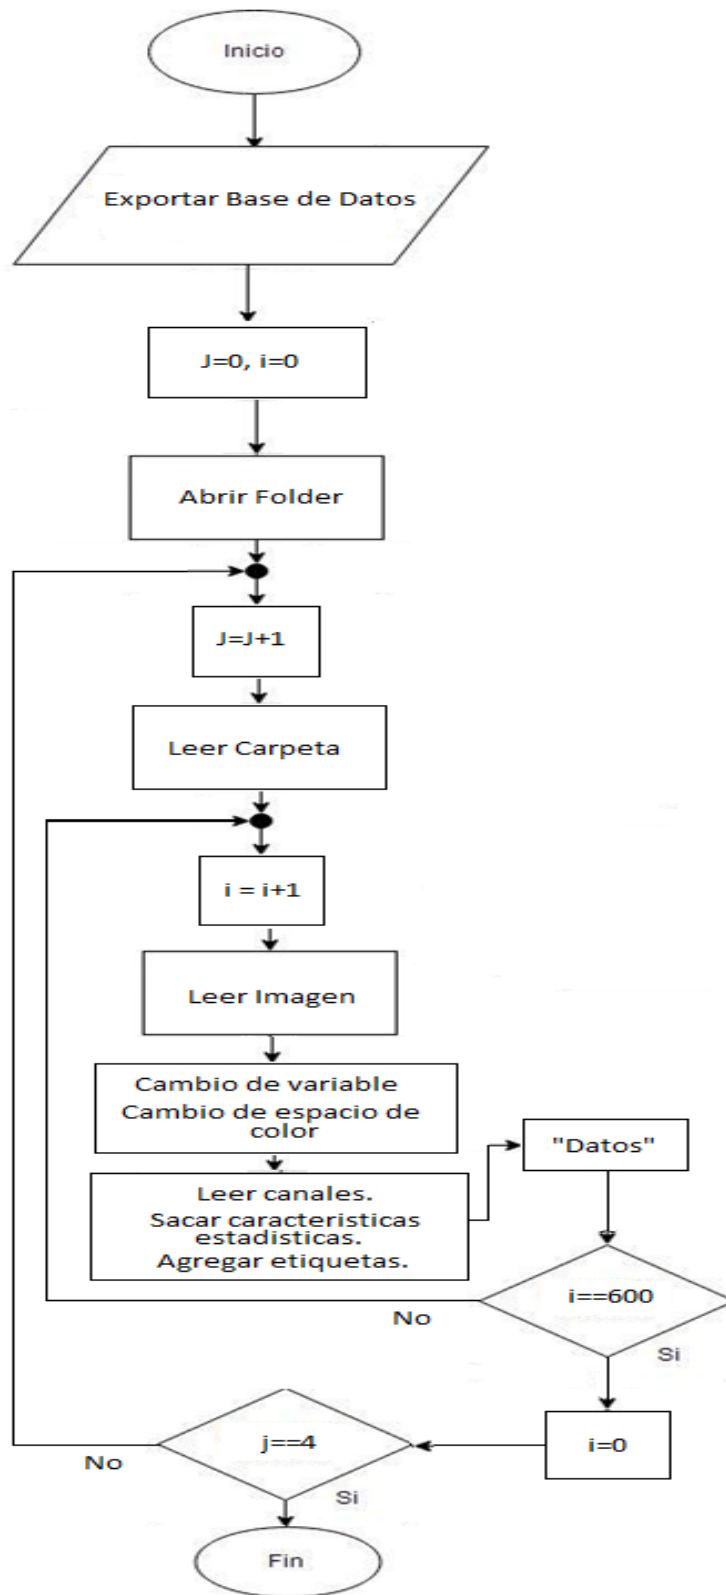 Inicio
Exportar Base de Datos
J=0, i=0
Abrir Folder
J=J+1
Leer Carpeta
i = i+1
Leer Imagen
Cambio de variable
Cambio de espacio de
color
Leer canales.
Sacar caracteristicas
estadisticas.
Agregar etiquetas.
"Datos"
i==600
No
Si
i=0
j==4
No
Si
Fin